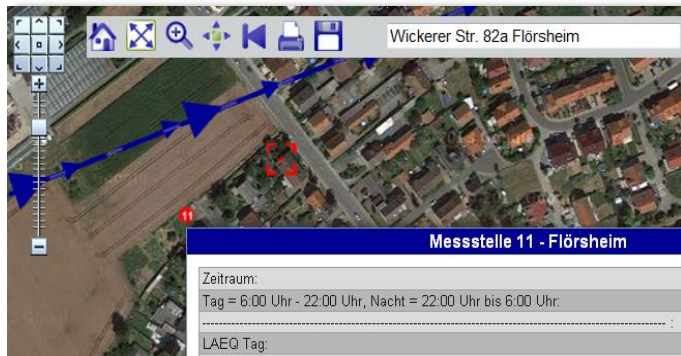 Wickerer Str. 82a Flörsheim
11
Messstelle 11 - Flörsheim
Zeitraum:
Tag = 6:00 Uhr - 22:00 Uhr, Nacht = 22:00 Uhr bis 6:00 Uhr:
------------------------------------------------------------ :
LAEQ Tag: